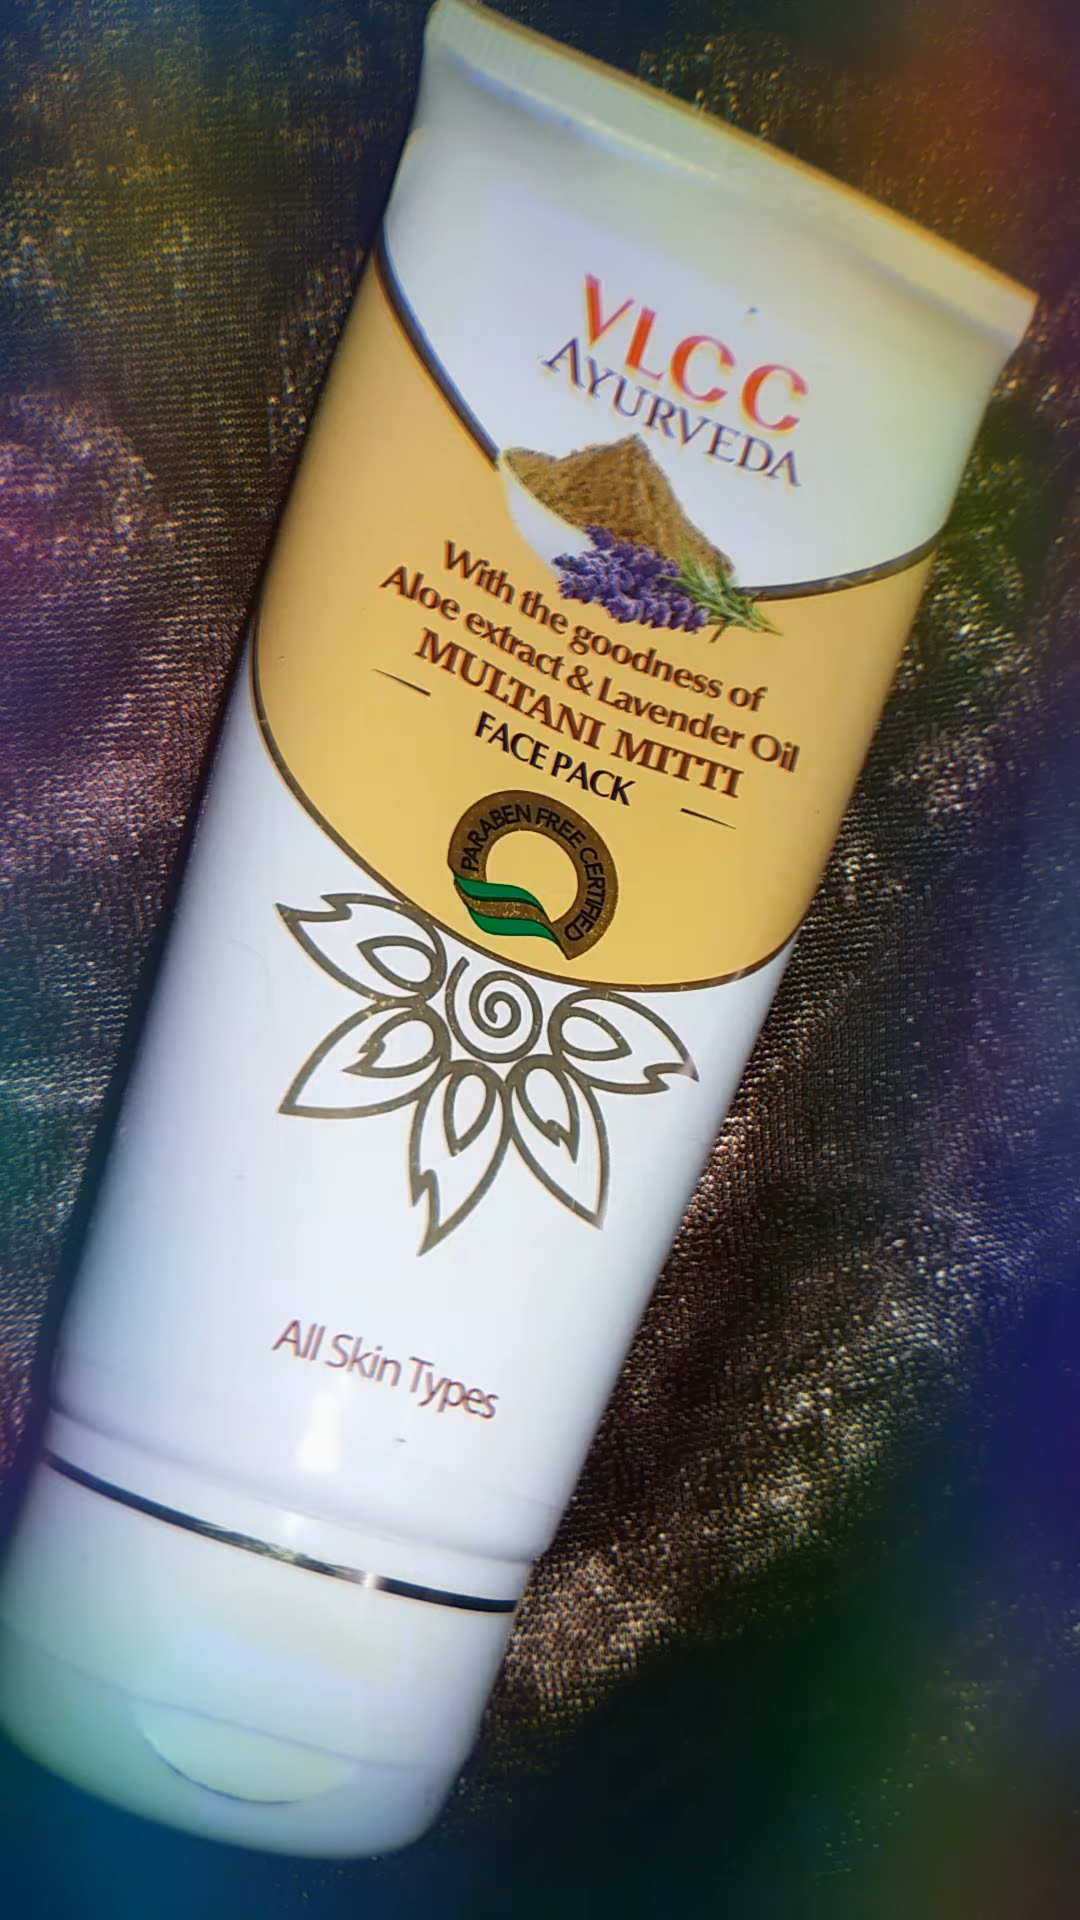 VLCC
AYURVEDA
With the goodness of
Aloe extract & Lavender Oil
MULTANI MITTI
FACE PACK
PARABEN FREE CERTIFIED
All Skin Types